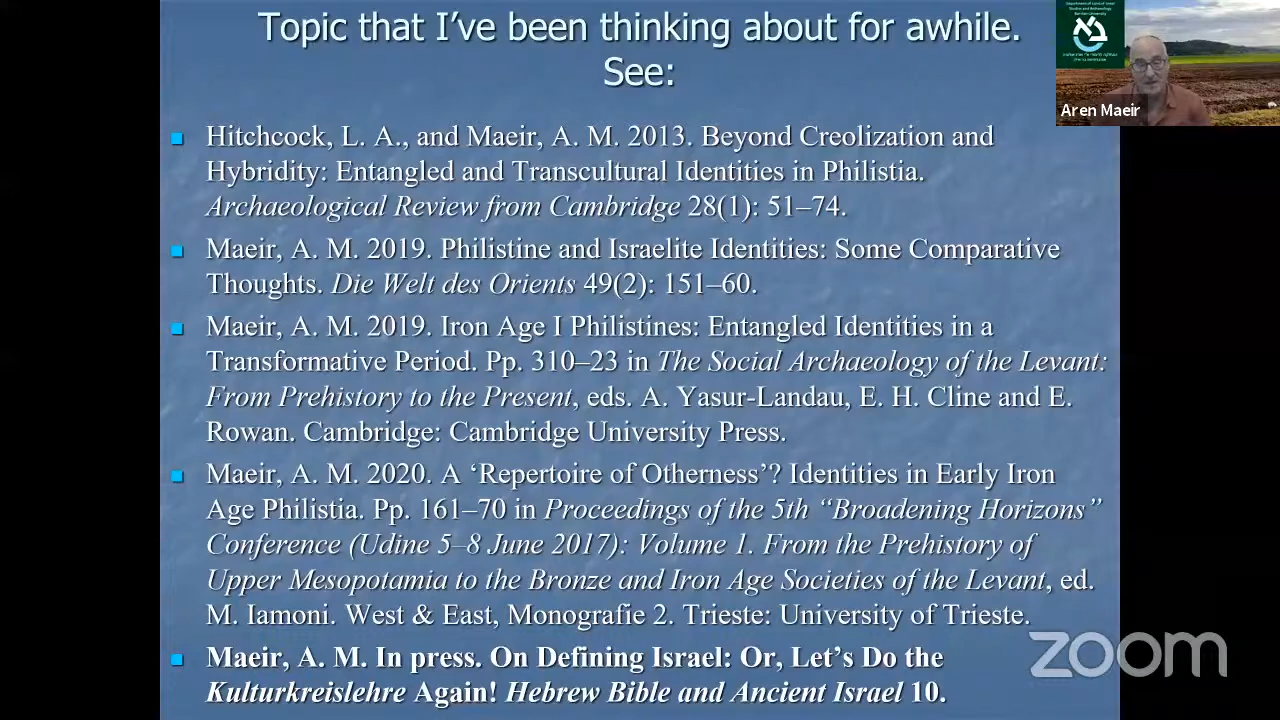 Topic that I've been thinking about for awhile.
See:
Hitchcock, L. A., and Maeir, A. M. 2013. Beyond Creolization and
Hybridity: Entangled and Transcultural Identities in Philistia.
Archaeological Review from Cambridge 28(1): 51–74.
Maeir, A. M. 2019. Philistine and Israelite Identities: Some Comparative
Thoughts. Die Welt des Orients 49(2): 151–60.
Maeir, A. M. 2019. Iron Age I Philistines: Entangled Identities in a
Transformative Period. Pp. 310–23 in The Social Archaeology of the Levant:
From Prehistory to the Present, eds. A. Yasur-Landau, E. H. Cline and E.
Rowan. Cambridge: Cambridge University Press.
Maeir, A. M. 2020. A ‘Repertoire of Otherness’? Identities in Early Iron
Age Philistia. Pp. 161–70 in Proceedings of the 5th “Broadening Horizons”
Conference (Udine 5–8 June 2017): Volume 1. From the Prehistory of
Upper Mesopotamia to the Bronze and Iron Age Societies of the Levant, ed.
M. Iamoni. West & East, Monografie 2. Trieste: University of Trieste.
Maeir, A. M. In press. On Defining Israel: Or, Let’s Do the
Kulturkreislehre Again! Hebrew Bible and Ancient Israel 10.
Aren Maeir
zoom